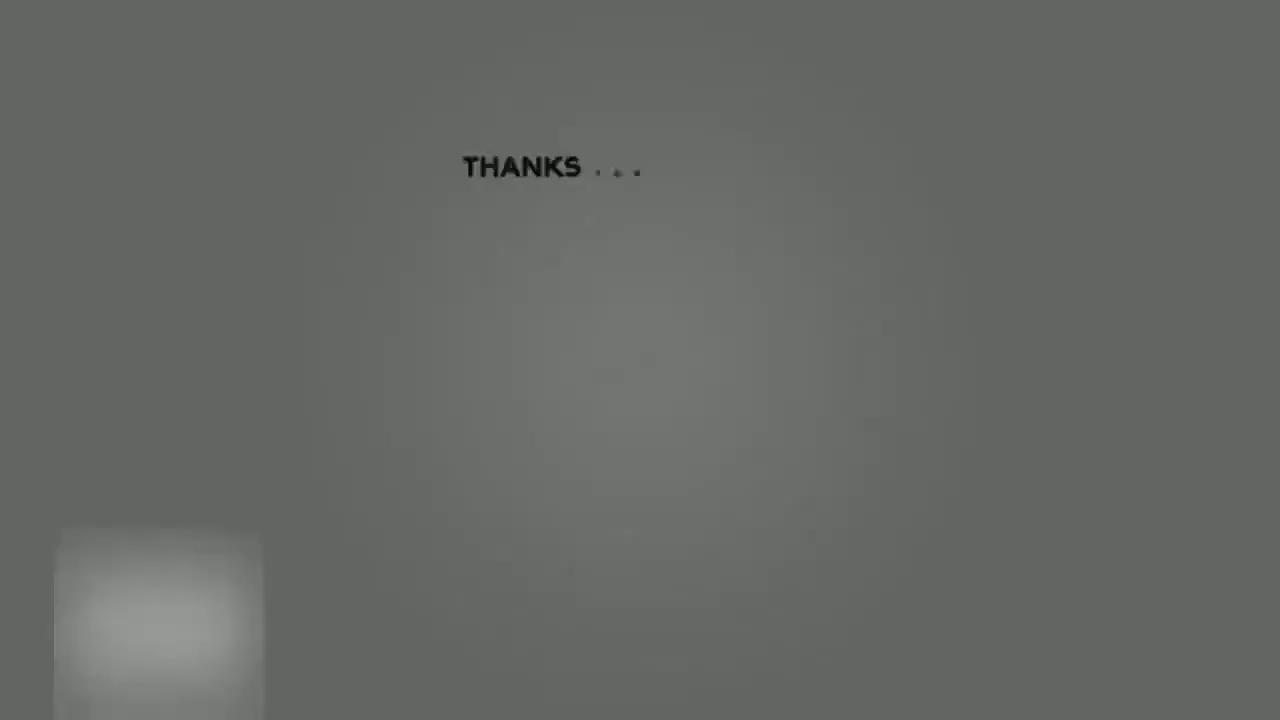 THANKS . . .